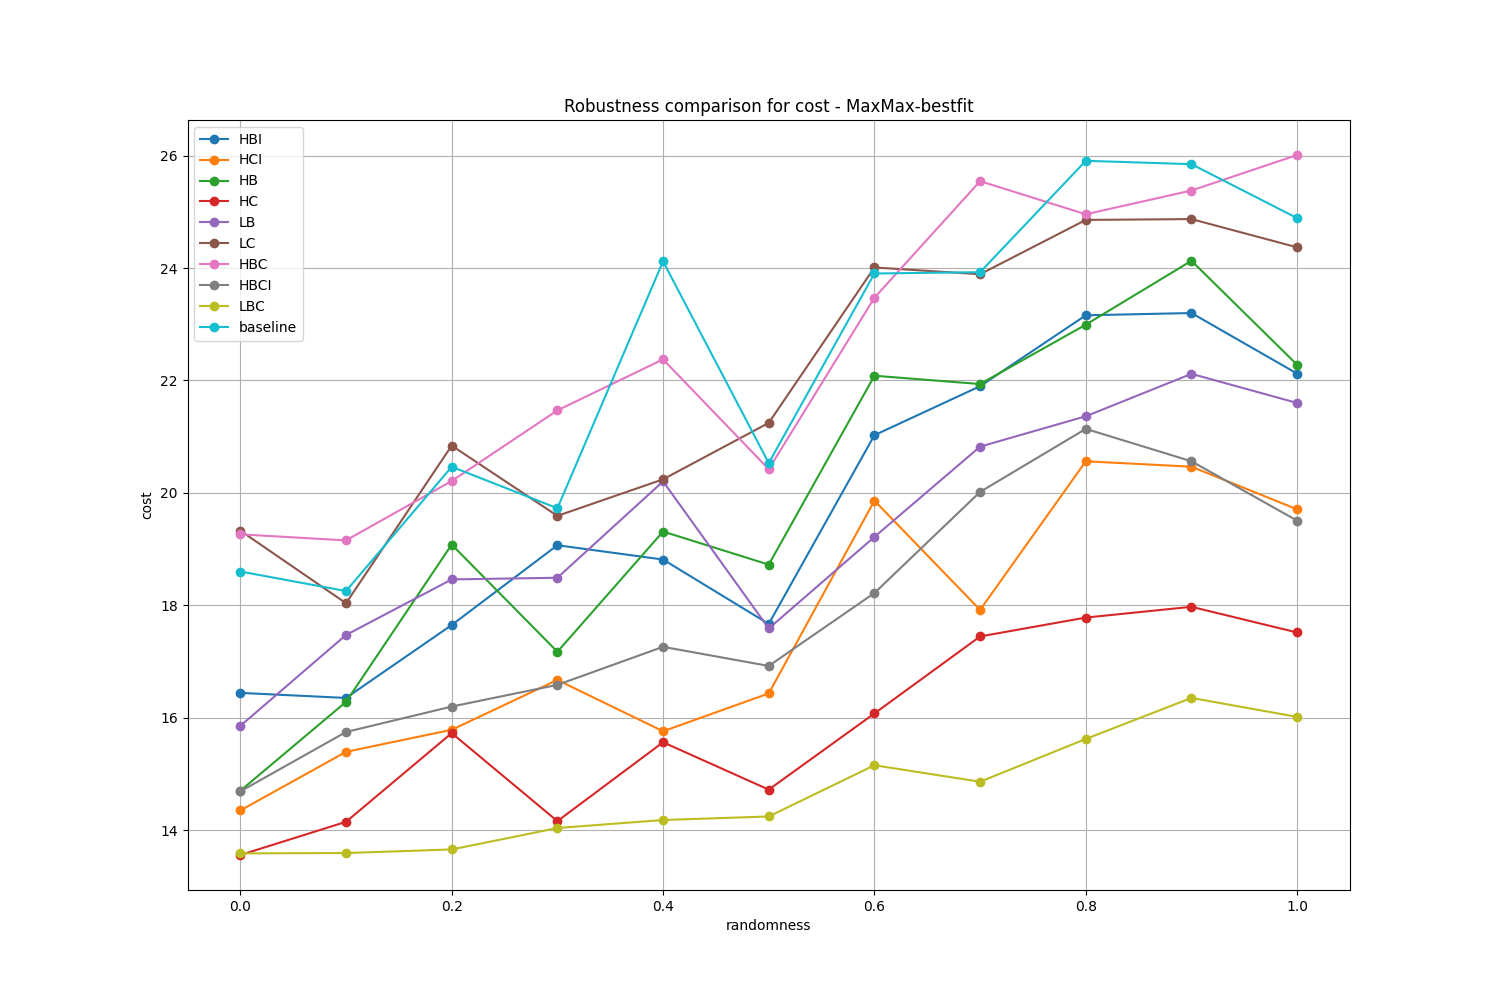 Robustness comparison for cost - MaxMax-bestfit
HBI
HCI
HB
HC
LB
LC
HBC
HBCI
LBC
baseline
26
24
22
20
18
16
14
cost
0.0 0.2 0.4 0.6 0.8 1.0
randomness